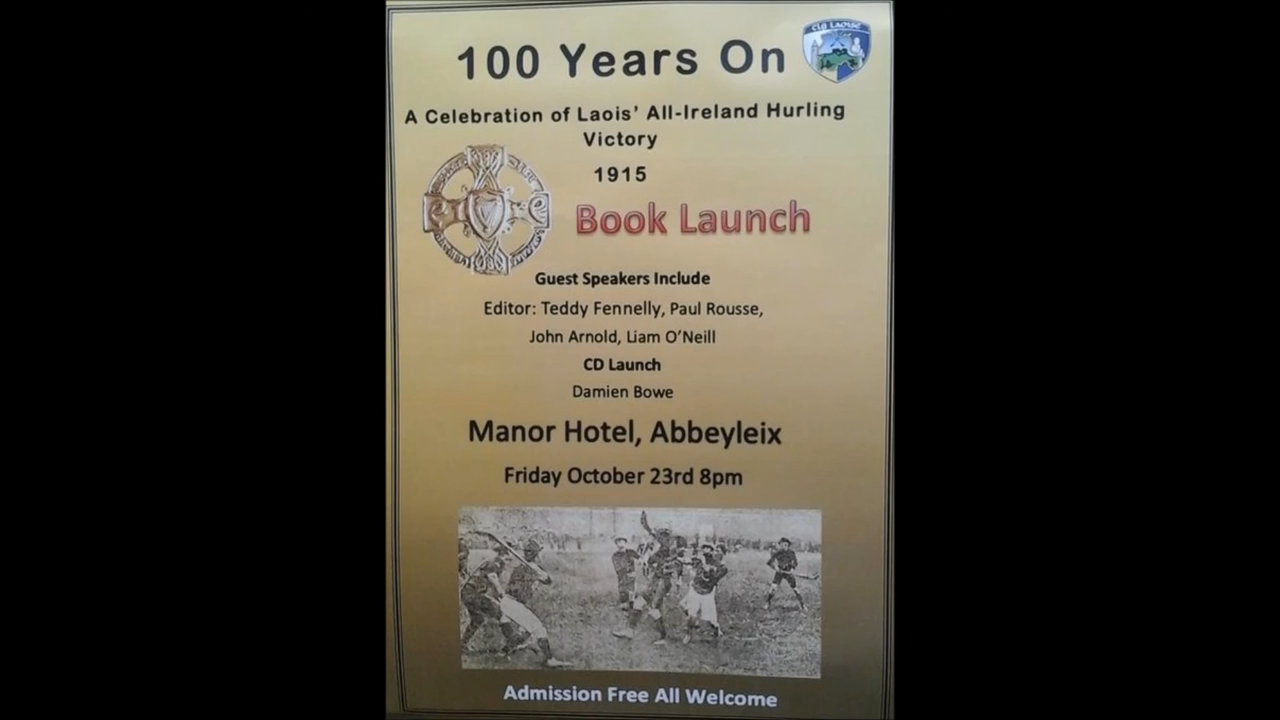 CLG LAOISE
100 Years On
A Celebration of Laois' All-Ireland Hurling
Victory
1915
Book Launch
Guest Speakers Include
Editor: Teddy Fennelly, Paul Rousse,
John Arnold, Liam O'Neill
CD Launch
Damien Bowe
Manor Hotel, Abbeyleix
Friday October 23rd 8pm
Admission Free All Welcome